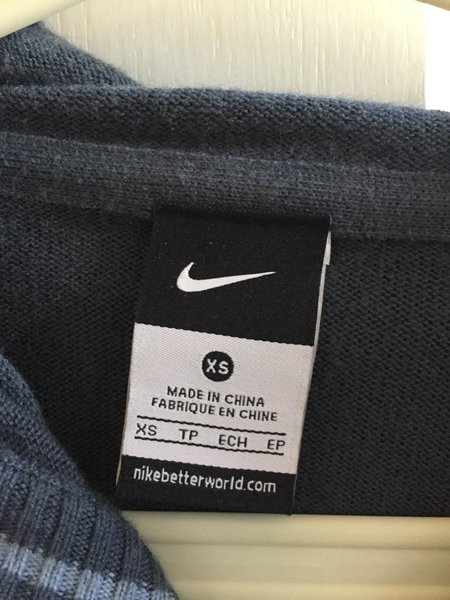 XS
MADE IN CHINA
FABRIQUE EN CHINE
XS TP ECH EP
nikebetterworld.com